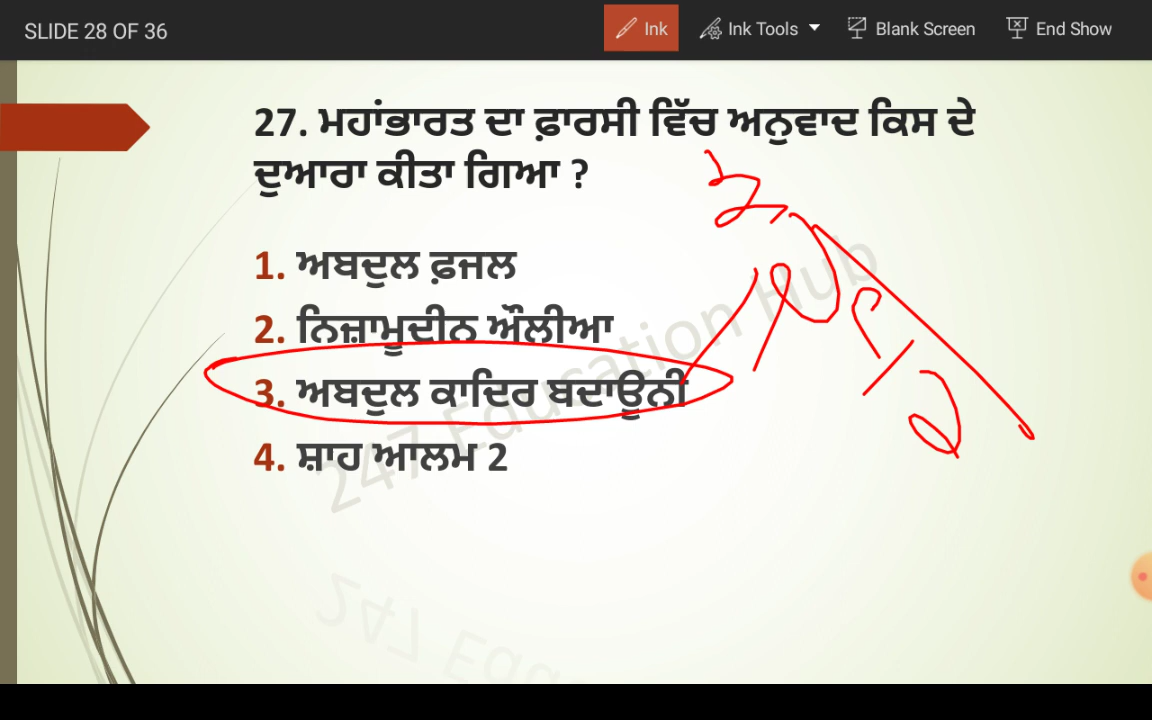 SLIDE 28 OF 36 Ink Ink Tools Blank Screen End Show
27. ਮਹਾਂਭਾਰਤ ਦਾ ਫ਼ਾਰਸੀ ਵਿੱਚ ਅਨੁਵਾਦ ਕਿਸ ਦੇ
ਦੁਆਰਾ ਕੀਤਾ ਗਿਆ ?
1. ਅਬਦੁਲ ਫ਼ਜਲ
2. ਨਿਜ਼ਾਮੂਦੀਨ ਔਲੀਆ
3. ਅਬਦੁਲ ਕਾਦਿਰ ਬਦਾਉਨੀ
4. ਸ਼ਾਹ ਆਲਮ 2
247 Education Hub